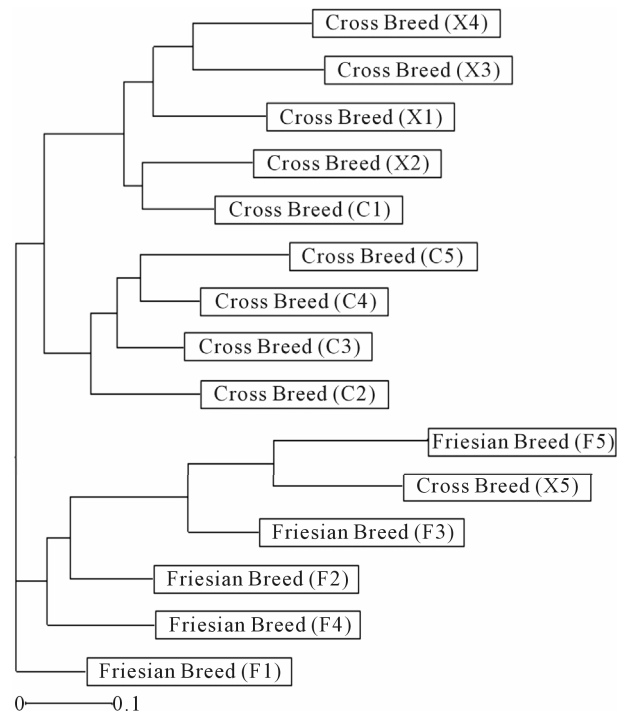 Cross Breed (X4)
Cross Breed (X3)
Cross Breed (X1)
Cross Breed (X2)
Cross Breed (C1)
Cross Breed (C5)
Cross Breed (C4)
Cross Breed (C3)
Cross Breed (C2)
Friesian Breed (F5)
Cross Breed (X5)
Friesian Breed (F3)
Friesian Breed (F2)
Friesian Breed (F4)
Friesian Breed (F1)
0 0.1